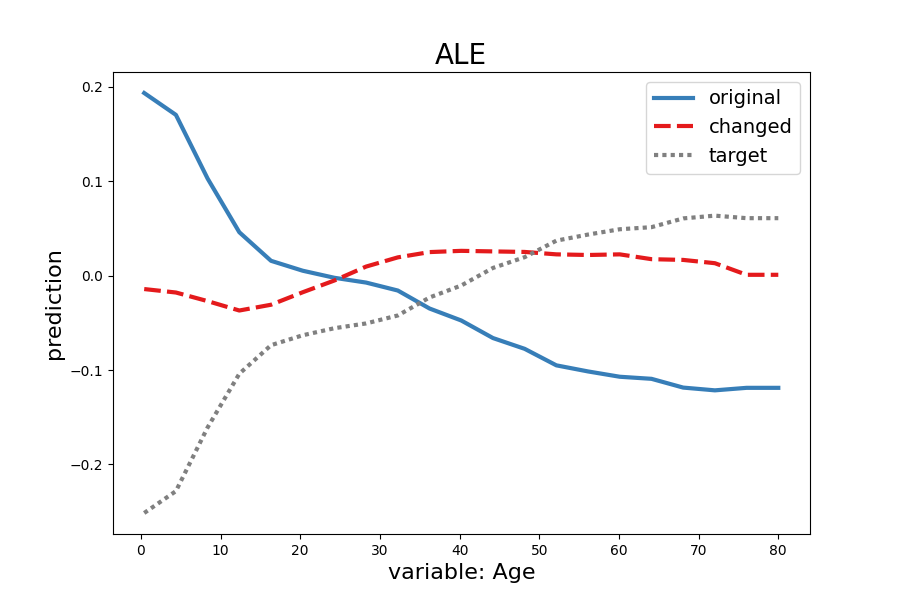 ALE
original
changed
target
prediction
0.2
0.1
0.0
−0.1
−0.2
0 10 20 30 40 50 60 70 80
variable: Age